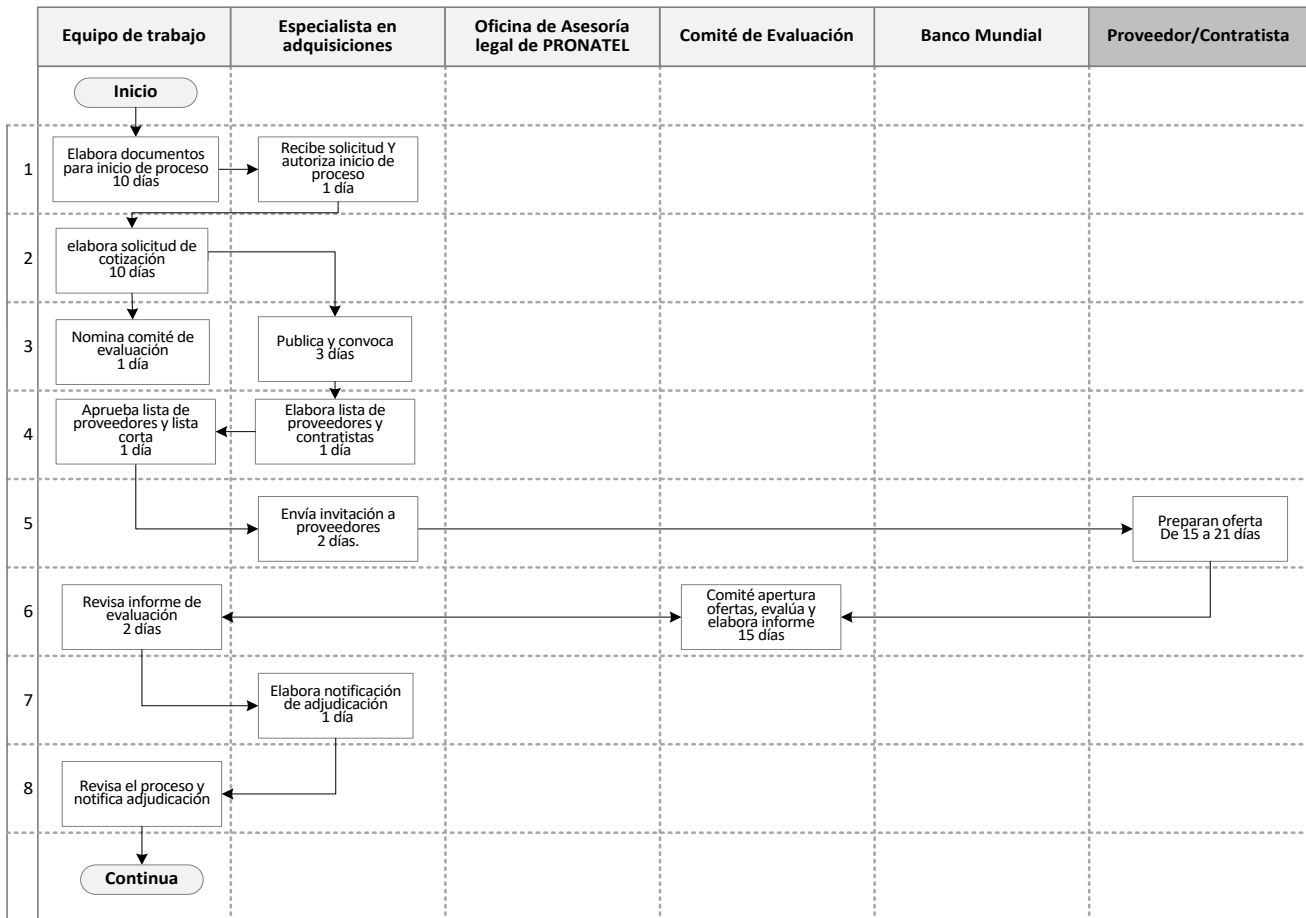 Equipo de trabajo
Especialista en
adquisiciones
Oficina de Asesoría
legal de PRONATEL
Comité de Evaluación
Banco Mundial
Proveedor/Contratista
Inicio
1
Elabora documentos
para inicio de proceso
10 días
Recibe solicitud Y
autoriza inicio de
proceso
1 día
2
elabora solicitud de
cotización
10 días
3
Nomina comité de
evaluación
1 día
Publica y convoca
3 días
4
Aprueba lista de
proveedores y lista
corta
1 día
Elabora lista de
proveedores y
contratistas
1 día
5
Envía invitación a
proveedores
2 días.
Preparan oferta
De 15 a 21 días
6
Revisa informe de
evaluación
2 días
Comité apertura
ofertas, evalúa y
elabora informe
15 días
7
Elabora notificación
de adjudicación
1 día
8
Revisa el proceso y
notifica adjudicación
Continua